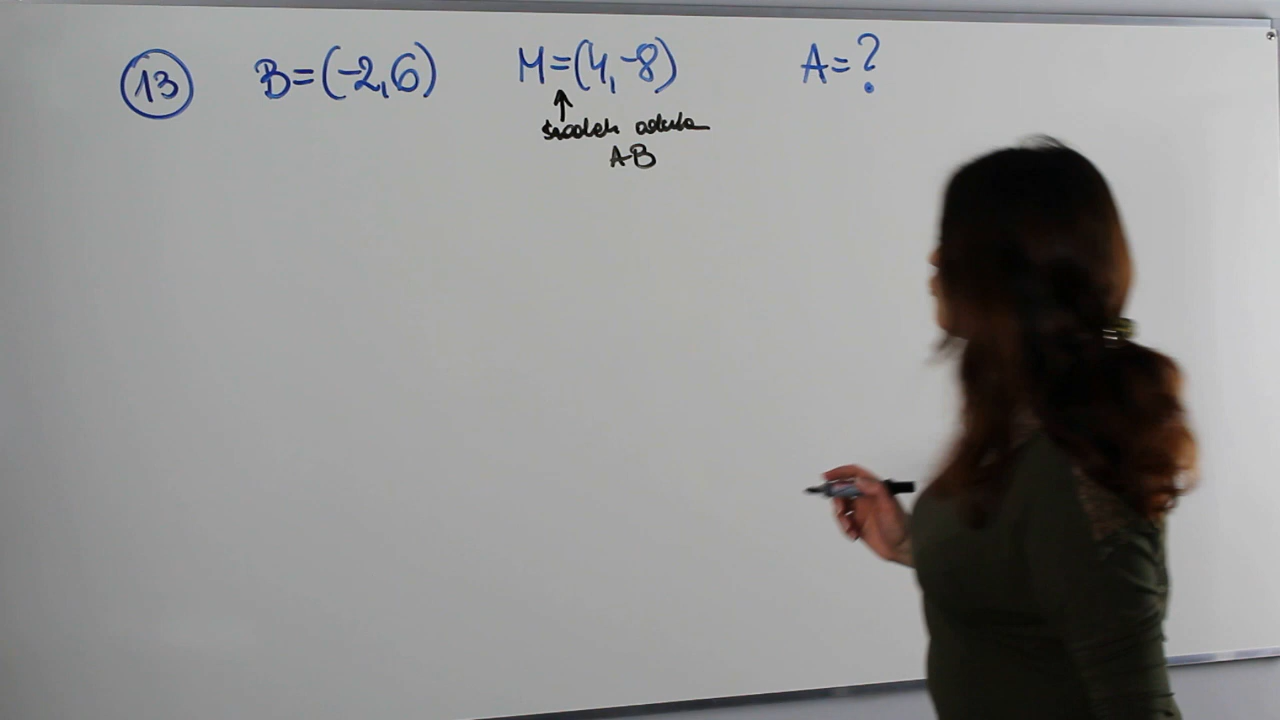 13 B=(-2,6) M=(4,-8) A=?
↑
środek odcinka
AB